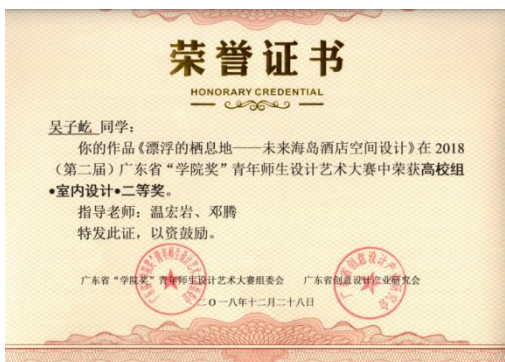 荣誉证书
HONORARY CREDENTIAL
吴子屹 同学：
你的作品《漂浮的栖息地——未来海岛酒店空间设计》在 2018
（第二届）广东省“学院奖”青年师生设计艺术大赛中荣获高校组
•室内设计•二等奖。
指导老师：温宏岩、邓腾
特发此证，以资鼓励。
广东省“学院奖”青年师生设计艺术大赛组委会 广东省创意设计产业研究会
二〇一八年十二月二十八日